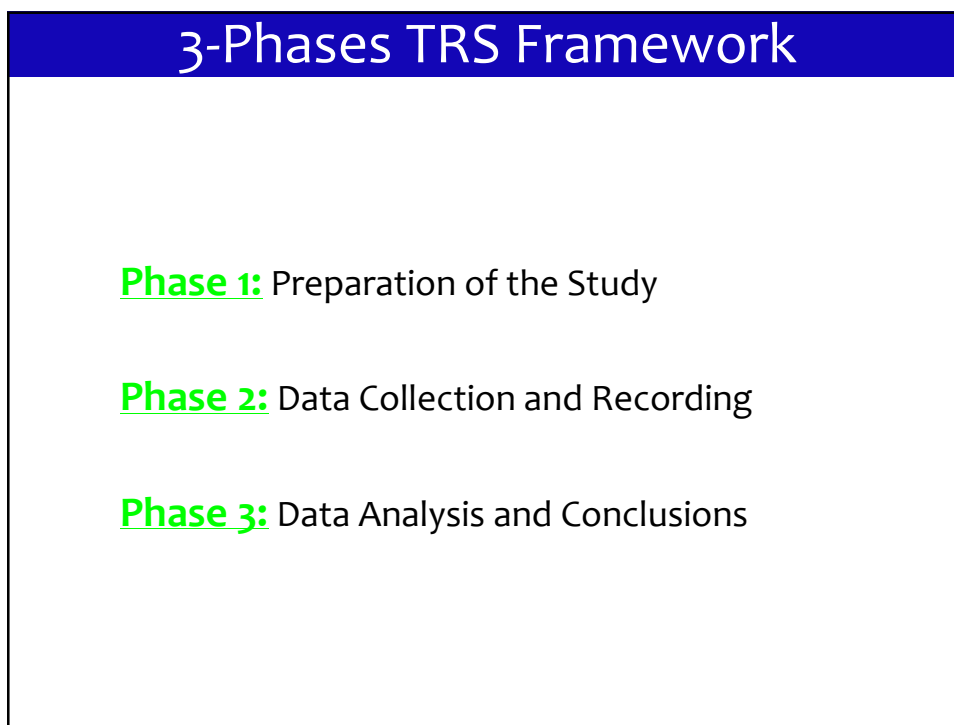 3-Phases TRS Framework
Phase 1: Preparation of the Study
Phase 2: Data Collection and Recording
Phase 3: Data Analysis and Conclusions